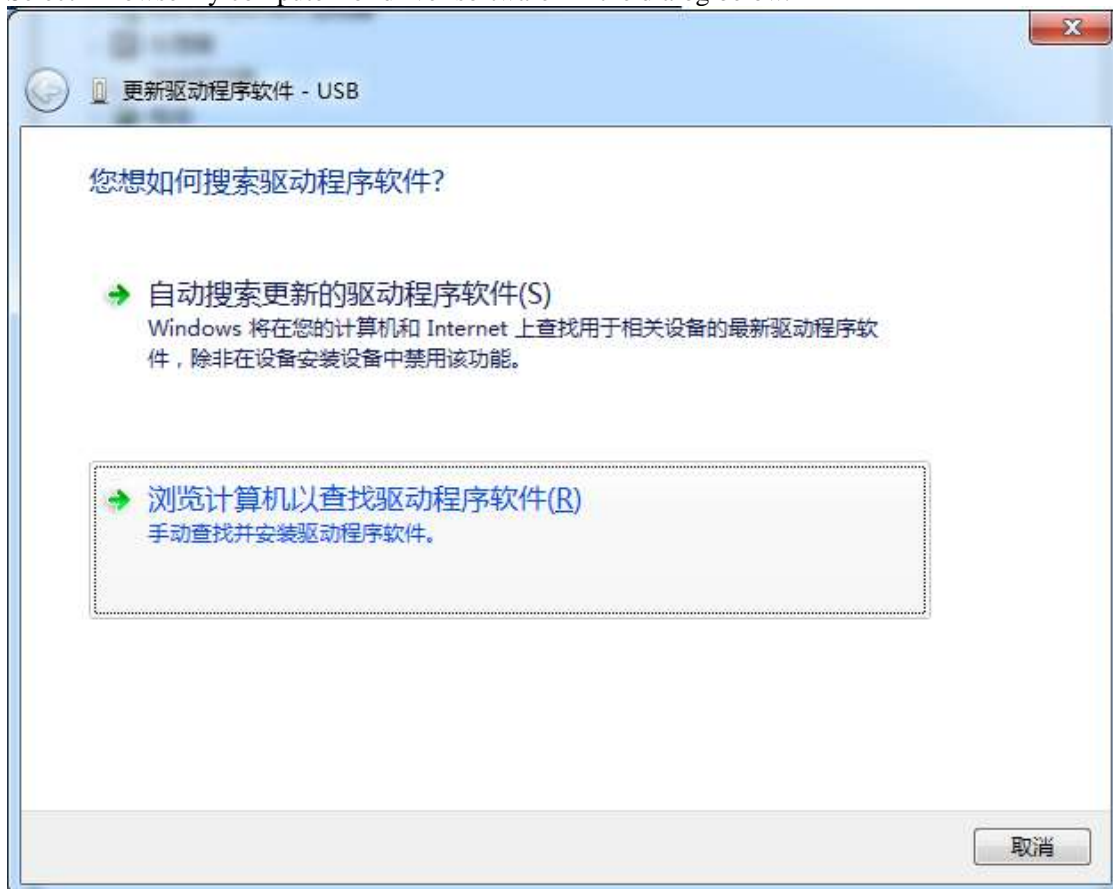 更新驱动程序软件 - USB
您想如何搜索驱动程序软件?
自动搜索更新的驱动程序软件(S)
Windows 将在您的计算机和 Internet 上查找用于相关设备的最新驱动程序软
件，除非在设备安装设备中禁用该功能。
浏览计算机以查找驱动程序软件(R)
手动查找并安装驱动程序软件。
取消